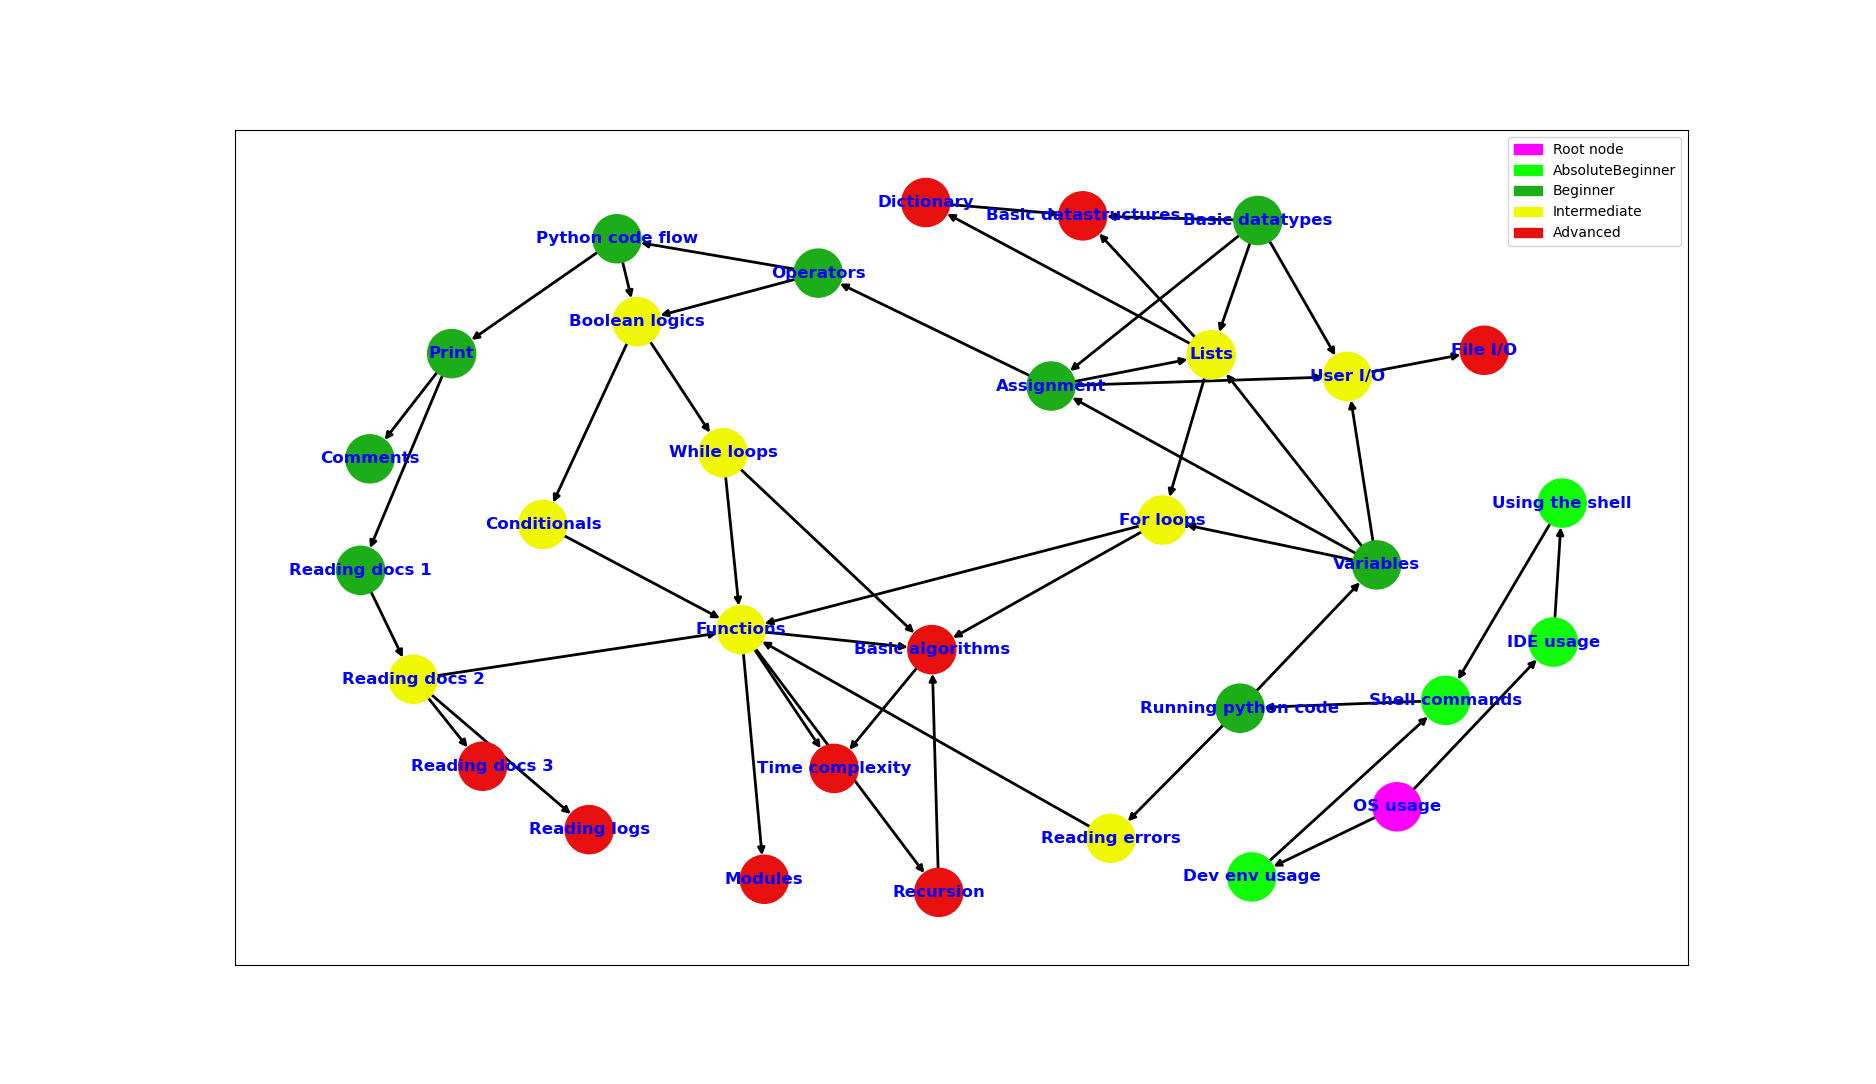 Root node
AbsoluteBeginner
Beginner
Intermediate
Advanced
Dictionary
Basic datastructures
Basic datatypes
Python code flow
Operators
Boolean logics
Print
Lists
File I/O
User I/O
Assignment
While loops
Comments
Using the shell
For loops
Conditionals
Variables
Reading docs 1
Functions
IDE usage
Basic algorithms
Reading docs 2
Shell commands
Running python code
Reading docs 3
Time complexity
OS usage
Reading logs
Reading errors
Dev env usage
Modules
Recursion